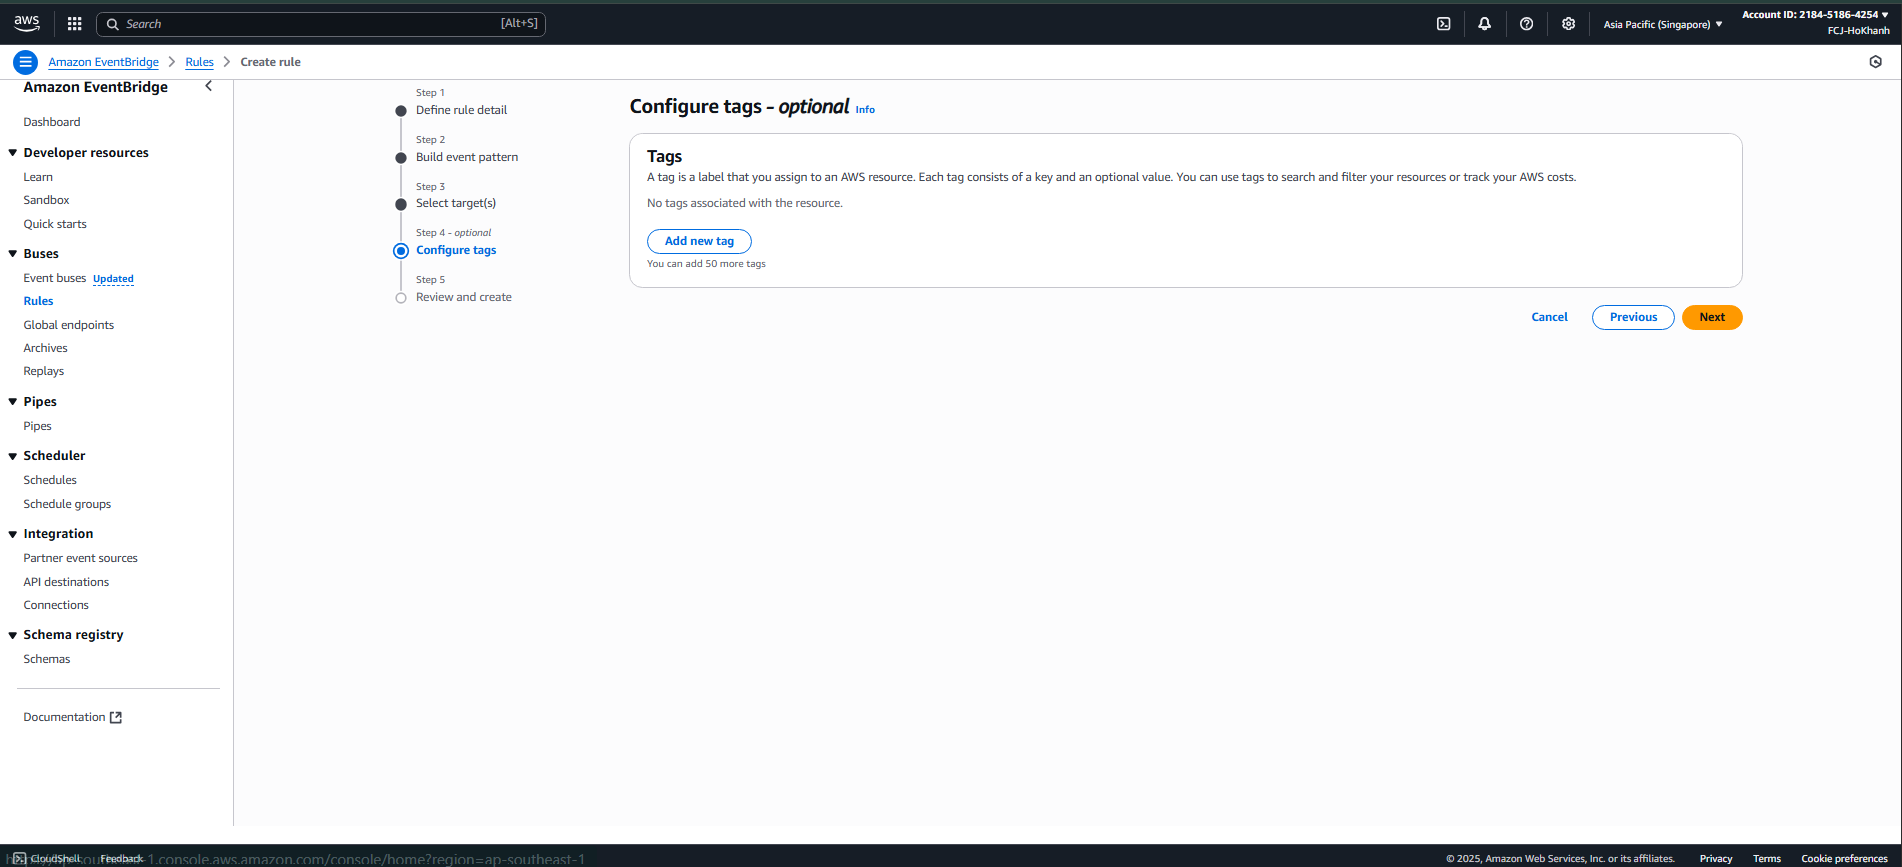 aws
Search
[Alt+S]
Asia Pacific (Singapore)
Account ID: 2184-5186-4254
FCJ-HoKhanh
Amazon EventBridge
Rules
Create rule
Amazon EventBridge
Dashboard
Developer resources
Learn
Sandbox
Quick starts
Buses
Event buses Updated
Rules
Global endpoints
Archives
Replays
Pipes
Pipes
Scheduler
Schedules
Schedule groups
Integration
Partner event sources
API destinations
Connections
Schema registry
Schemas
Documentation
Step 1
Define rule detail
Step 2
Build event pattern
Step 3
Select target(s)
Step 4 - optional
Configure tags
Step 5
Review and create
Configure tags - optional Info
Tags
A tag is a label that you assign to an AWS resource. Each tag consists of a key and an optional value. You can use tags to search and filter your resources or track your AWS costs.
No tags associated with the resource.
Add new tag
You can add 50 more tags
Cancel
Previous
Next
CloudShell
Feedback
-1.console.aws.amazon.com/console/home?region=ap-southeast-1
© 2025, Amazon Web Services, Inc. or its affiliates.
Privacy
Terms
Cookie preferences